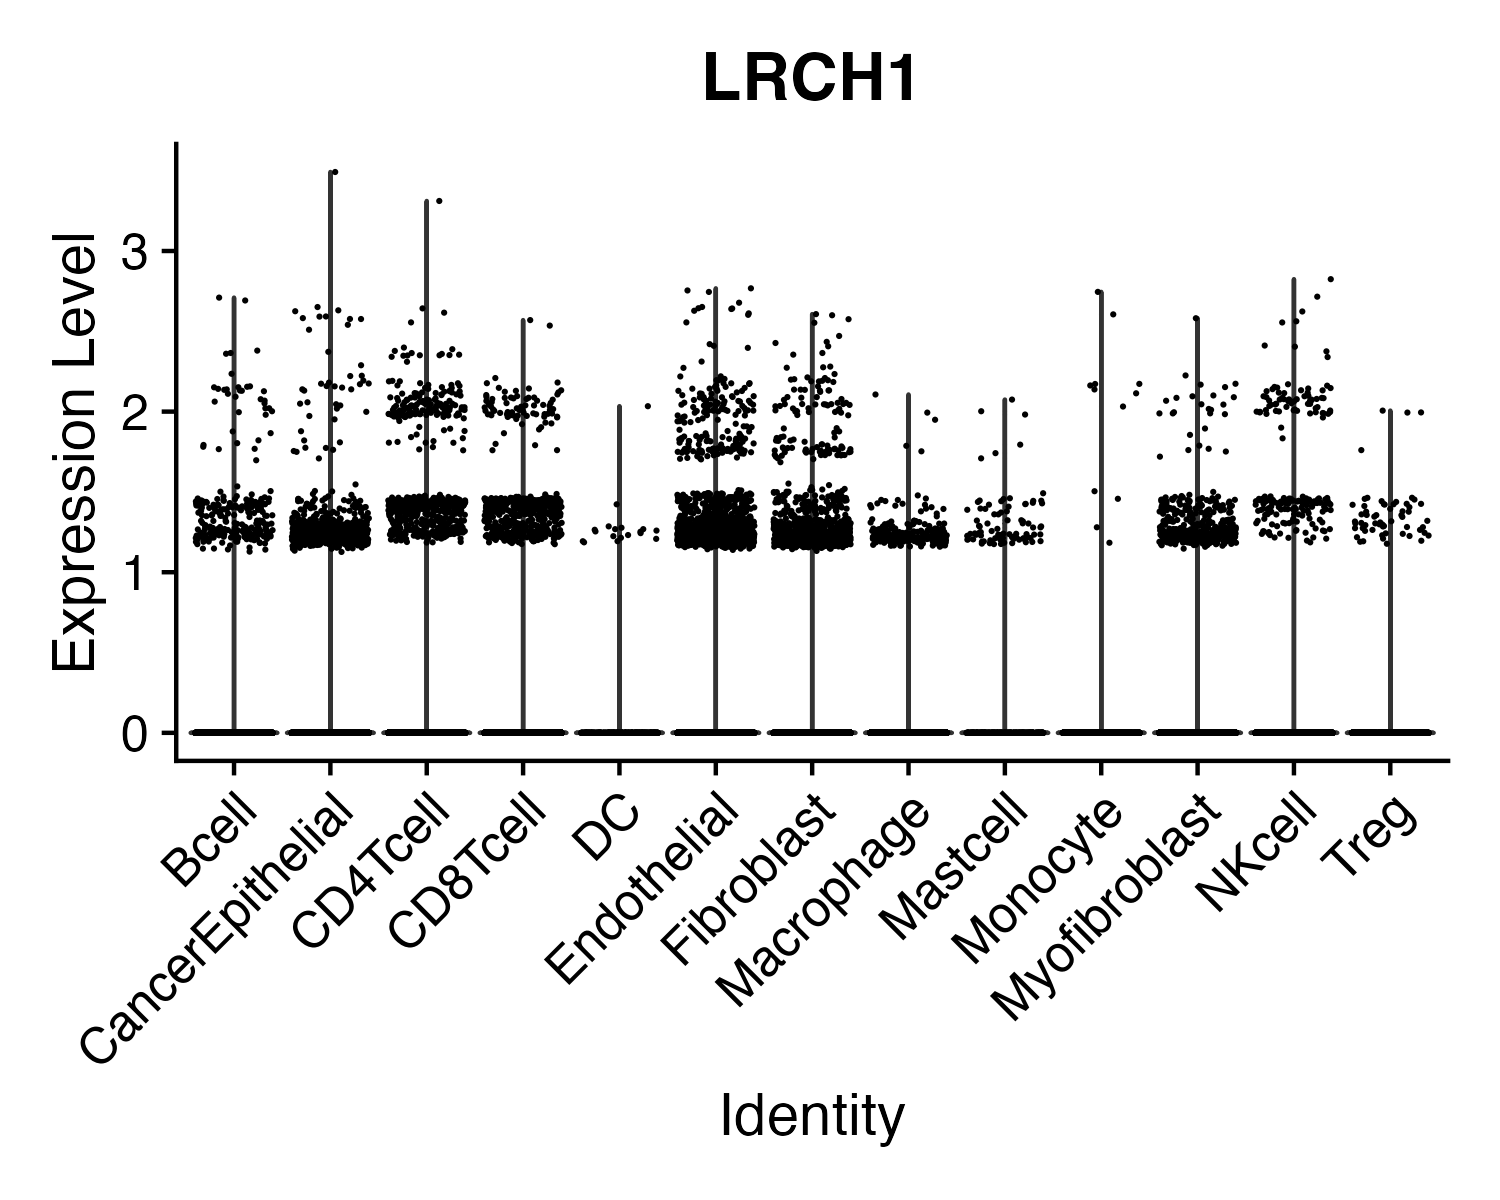 LRCH1
Expression Level
3
2
1
0
Bcell
CancerEpithelial
CD4Tcell
CD8Tcell
DC
Endothelial
Fibroblast
Macrophage
Mastcell
Monocyte
Myofibroblast
NKcell
Treg
Identity